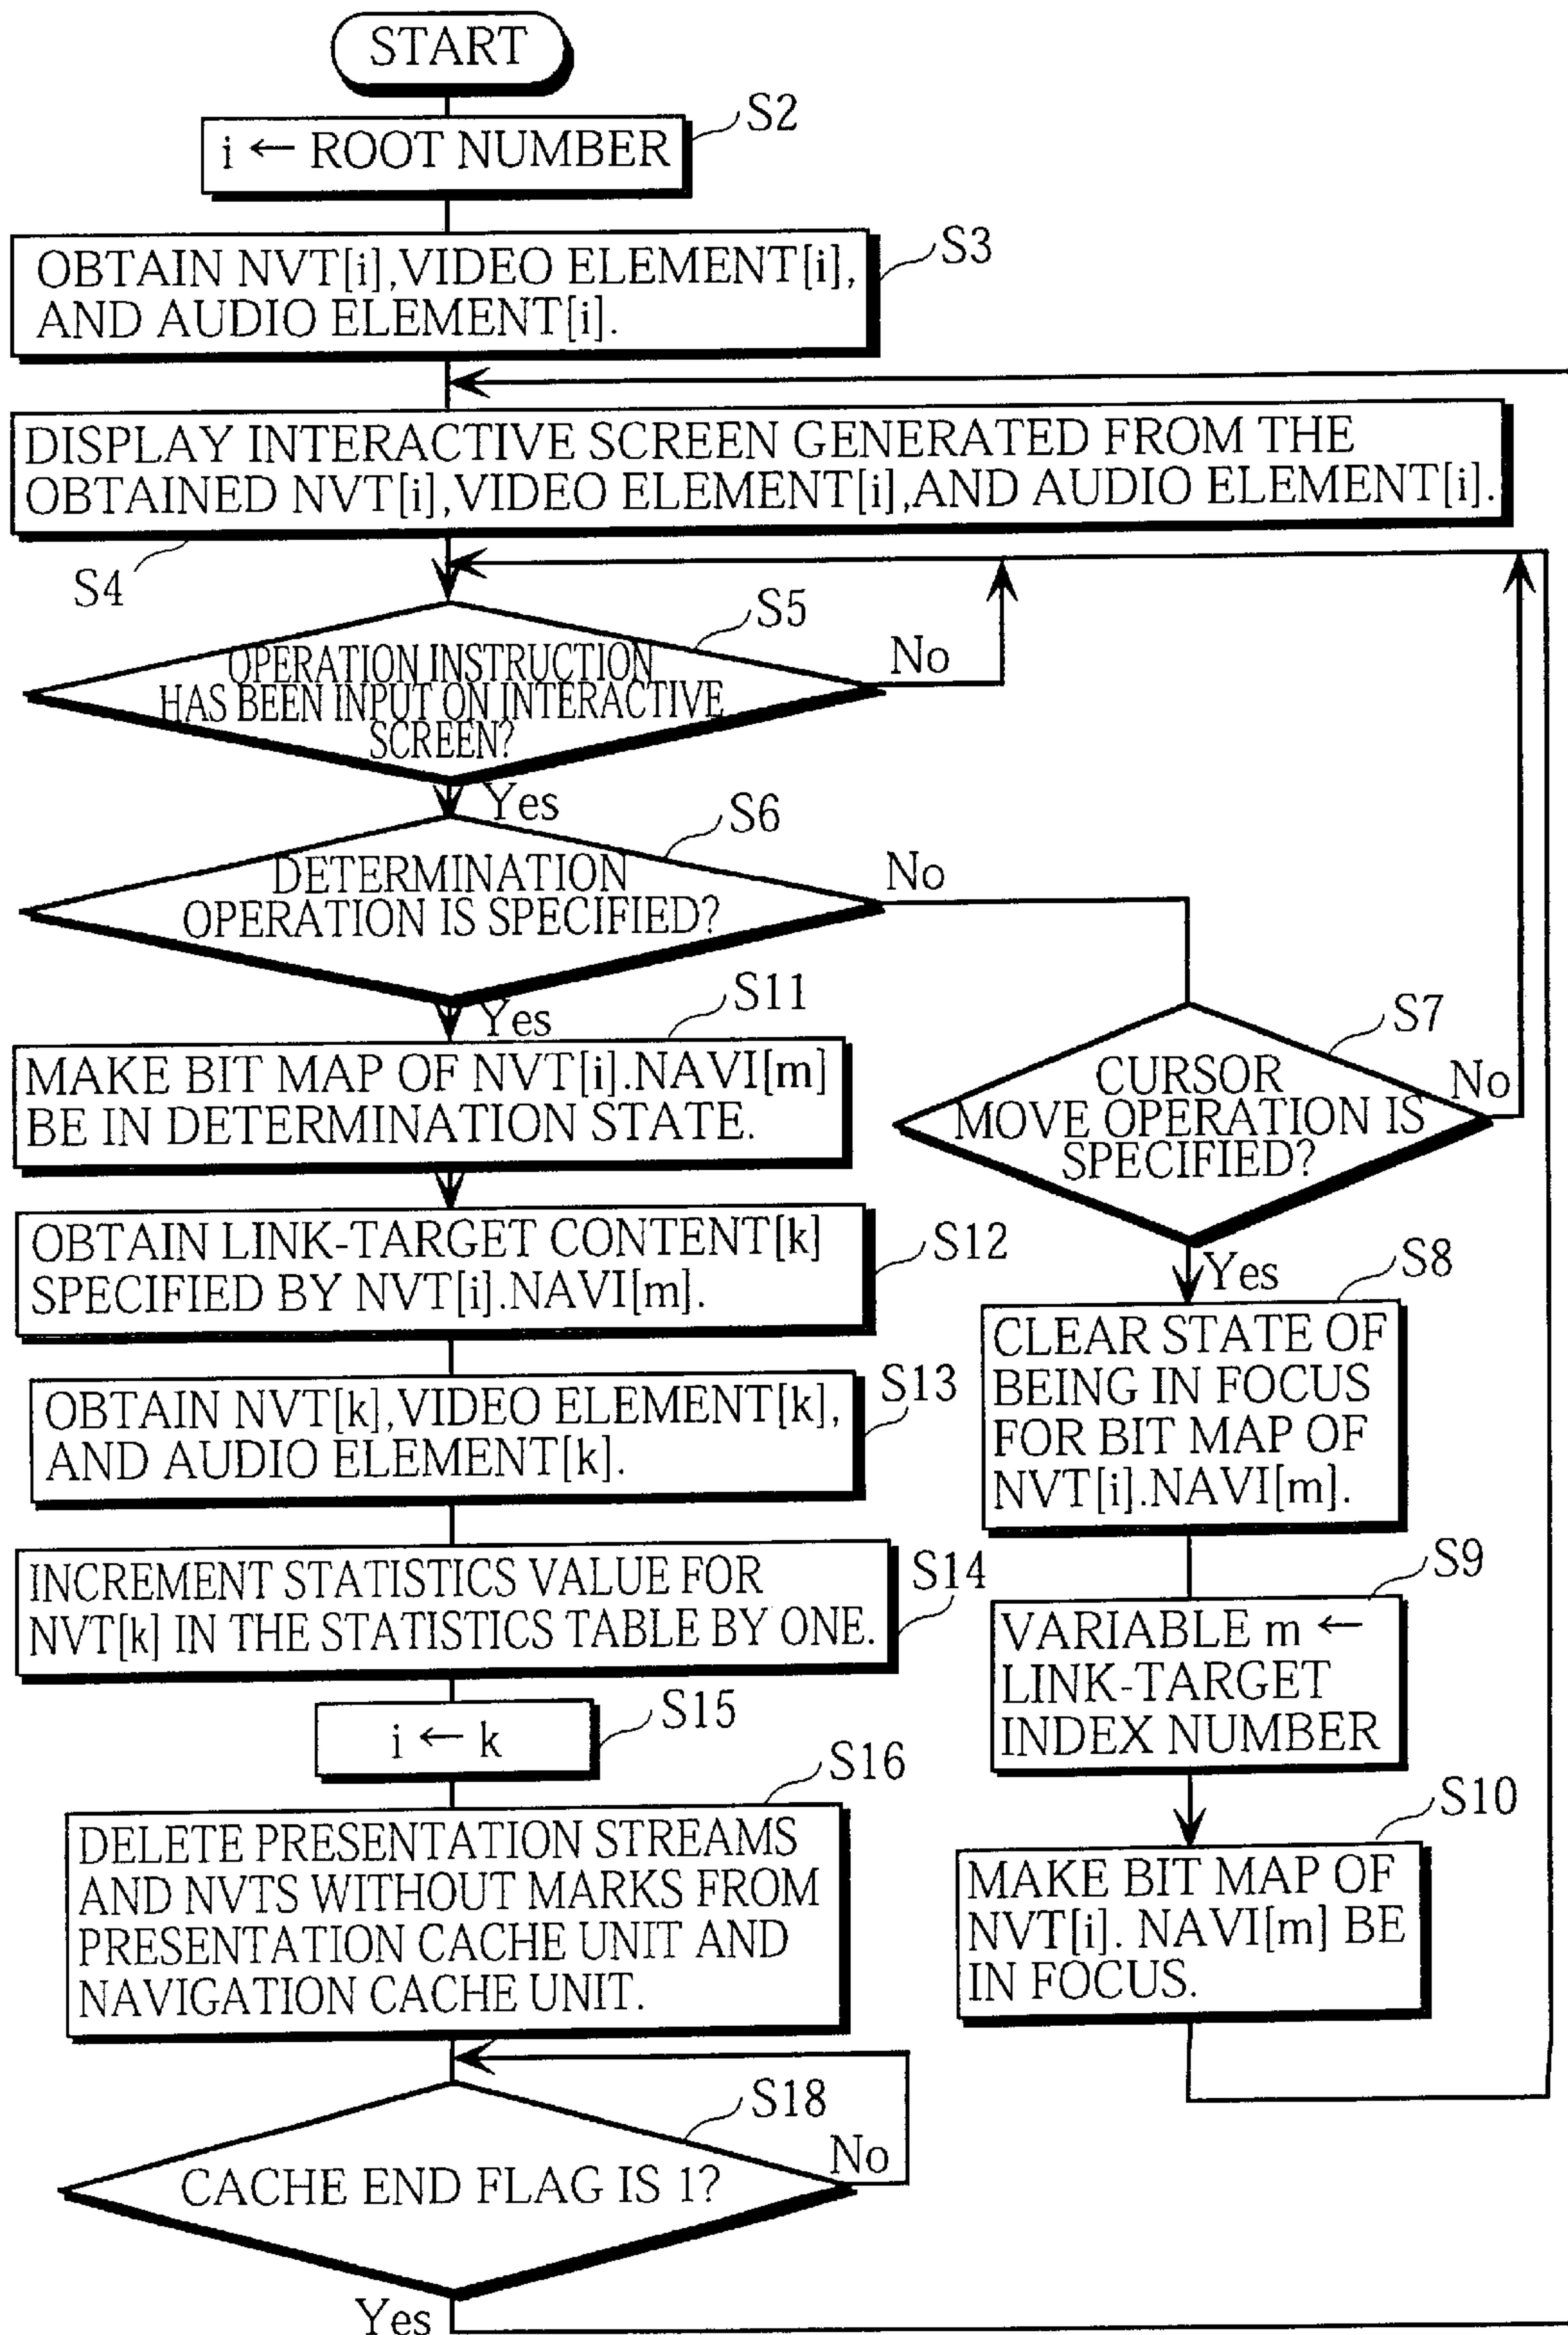 START
S2
i ← ROOT NUMBER
S3
OBTAIN NVT[i],VIDEO ELEMENT[i],
AND AUDIO ELEMENT[i].
DISPLAY INTERACTIVE SCREEN GENERATED FROM THE
OBTAINED NVT[i],VIDEO ELEMENT[i],AND AUDIO ELEMENT[i].
S4
S5
OPERATION INSTRUCTION
HAS BEEN INPUT ON INTERACTIVE
SCREEN?
No
Yes
S6
DETERMINATION
OPERATION IS SPECIFIED?
No
Yes
S11
MAKE BIT MAP OF NVT[i].NAVI[m]
BE IN DETERMINATION STATE.
S7
CURSOR
MOVE OPERATION IS
SPECIFIED?
No
Yes
S12
OBTAIN LINK-TARGET CONTENT[k]
SPECIFIED BY NVT[i].NAVI[m].
S8
CLEAR STATE OF
BEING IN FOCUS
FOR BIT MAP OF
NVT[i].NAVI[m].
S13
OBTAIN NVT[k],VIDEO ELEMENT[k],
AND AUDIO ELEMENT[k].
S14
INCREMENT STATISTICS VALUE FOR
NVT[k] IN THE STATISTICS TABLE BY ONE.
S9
VARIABLE m ←
LINK-TARGET
INDEX NUMBER
S15
i ← k
S16
DELETE PRESENTATION STREAMS
AND NVTS WITHOUT MARKS FROM
PRESENTATION CACHE UNIT AND
NAVIGATION CACHE UNIT.
S10
MAKE BIT MAP OF
NVT[i]. NAVI[m] BE
IN FOCUS.
S18
CACHE END FLAG IS 1?
No
Yes